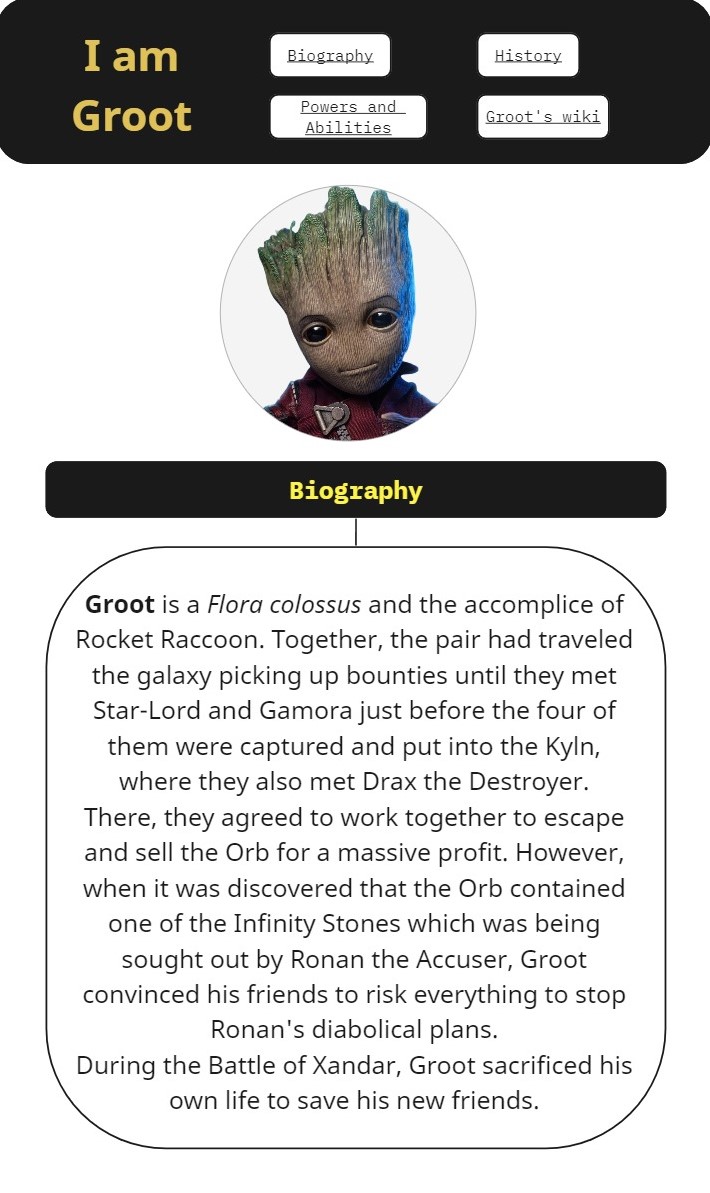 I am
Groot
Biography
History
Powers and
Abilities
Groot's wiki
Biography
Groot is a Flora colossus and the accomplice of
Rocket Raccoon. Together, the pair had traveled
the galaxy picking up bounties until they met
Star-Lord and Gamora just before the four of
them were captured and put into the Kyln,
where they also met Drax the Destroyer.
There, they agreed to work together to escape
and sell the Orb for a massive profit. However,
when it was discovered that the Orb contained
one of the Infinity Stones which was being
sought out by Ronan the Accuser, Groot
convinced his friends to risk everything to stop
Ronan's diabolical plans.
During the Battle of Xandar, Groot sacrificed his
own life to save his new friends.